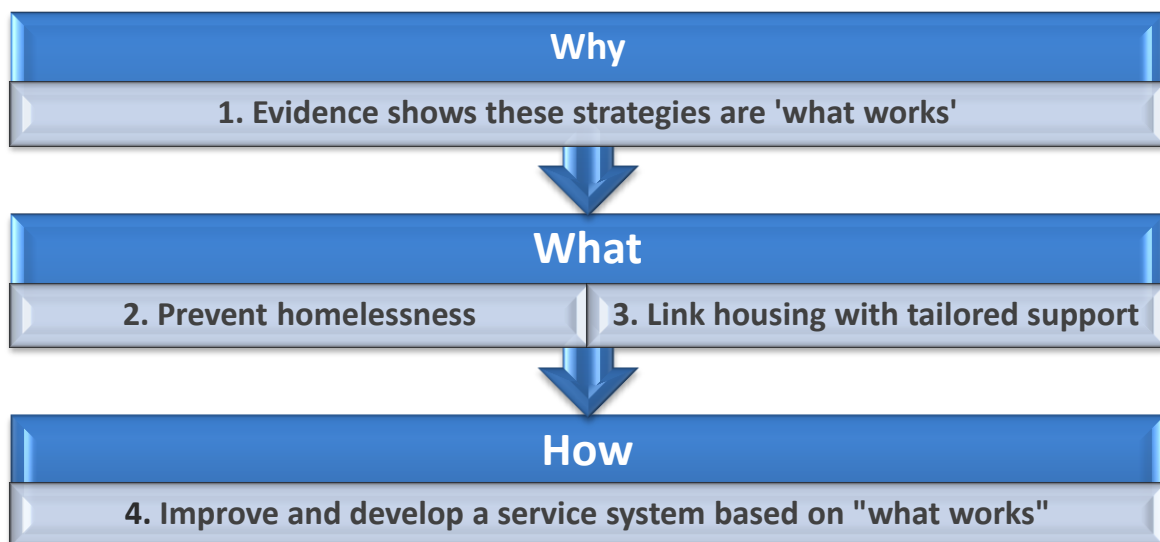 Why
1. Evidence shows these strategies are 'what works'
What
2. Prevent homelessness
3. Link housing with tailored support
How
4. Improve and develop a service system based on "what works"